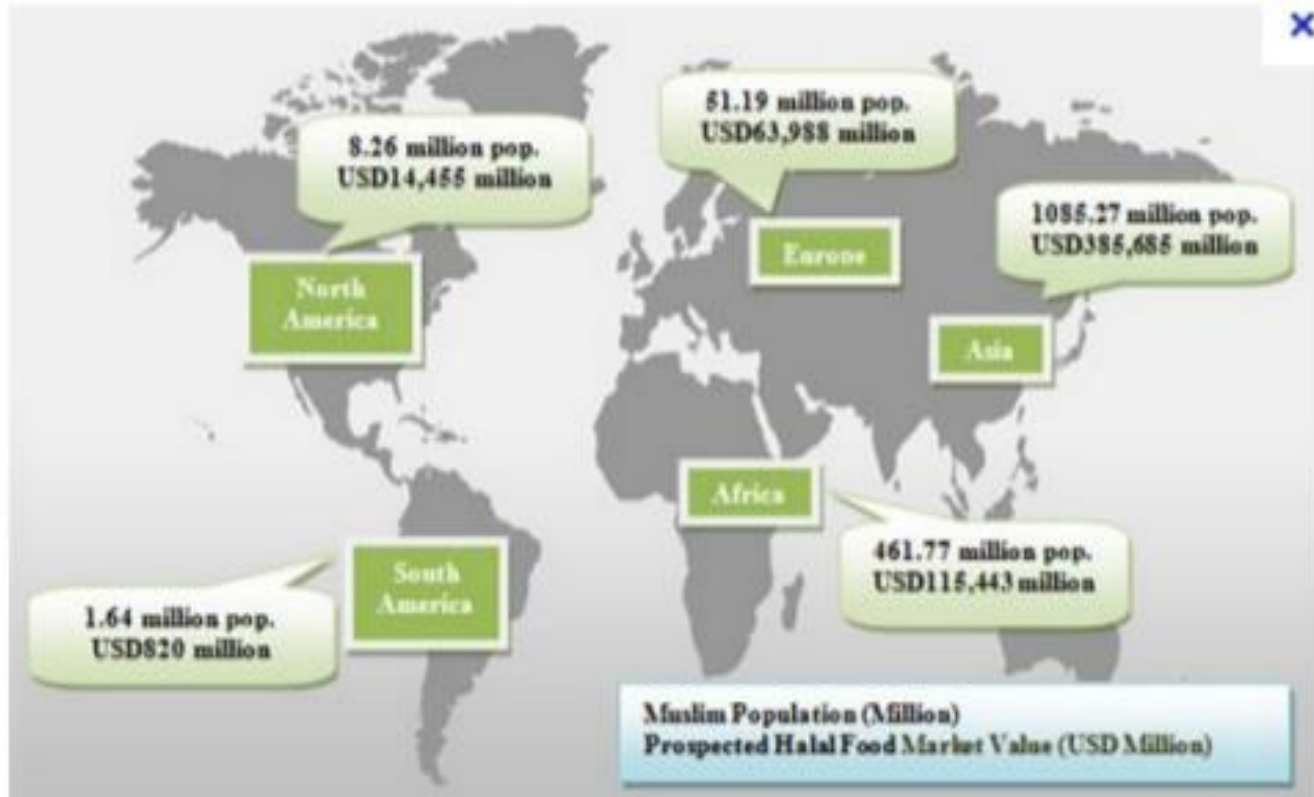 8.26 million pop.
USD14,455 million
51.19 million pop.
USD63,988 million
1085.27 million pop.
USD385,685 million
North
America
Europe
Asia
Africa
461.77 million pop.
USD115,443 million
South
America
1.64 million pop.
USD820 million
Muslim Population (Million)
Prospected Halal Food Market Value (USD Million)